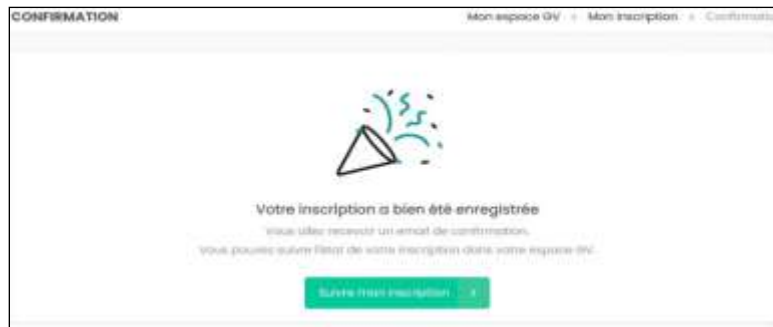 CONFIRMATION
Mon espace GV › Mon inscription › Confirmation
Votre inscription a bien été enregistrée
Vous allez recevoir un email de confirmation.
Vous pouvez suivre l'état de votre inscription dans votre espace GV.
Suivre mon inscription ›